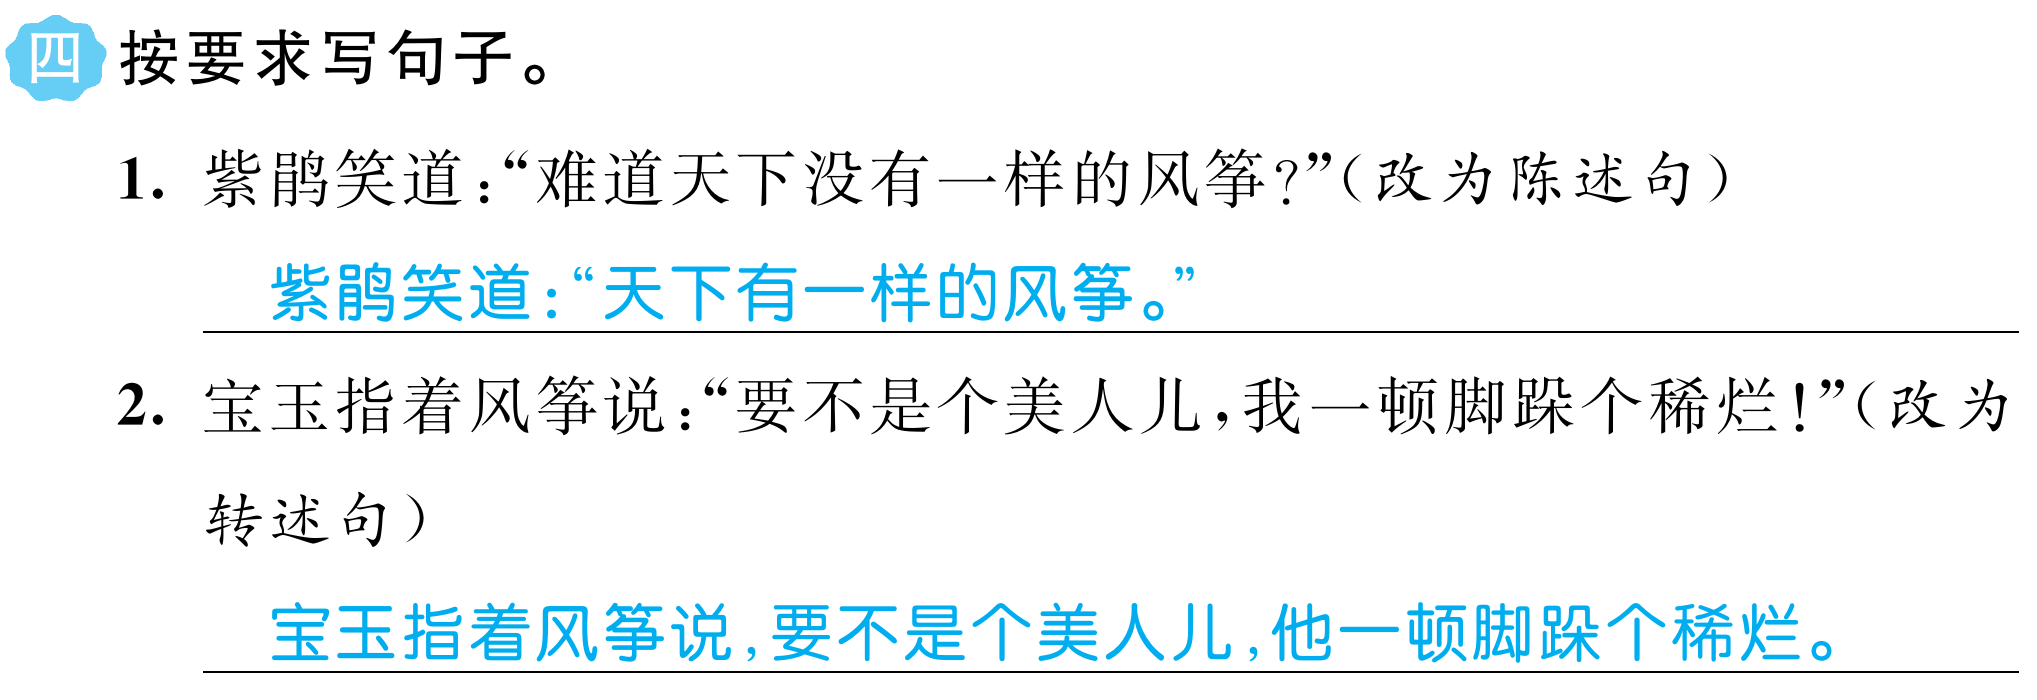 四 按要求写句子。
1. 紫鹃笑道:“难道天下没有一样的风筝?”(改为陈述句)
紫鹃笑道:“天下有一样的风筝。”
2. 宝玉指着风筝说:“要不是个美人儿,我一顿脚跺个稀烂!”(改为
转述句)
宝玉指着风筝说,要不是个美人儿,他一顿脚跺个稀烂。